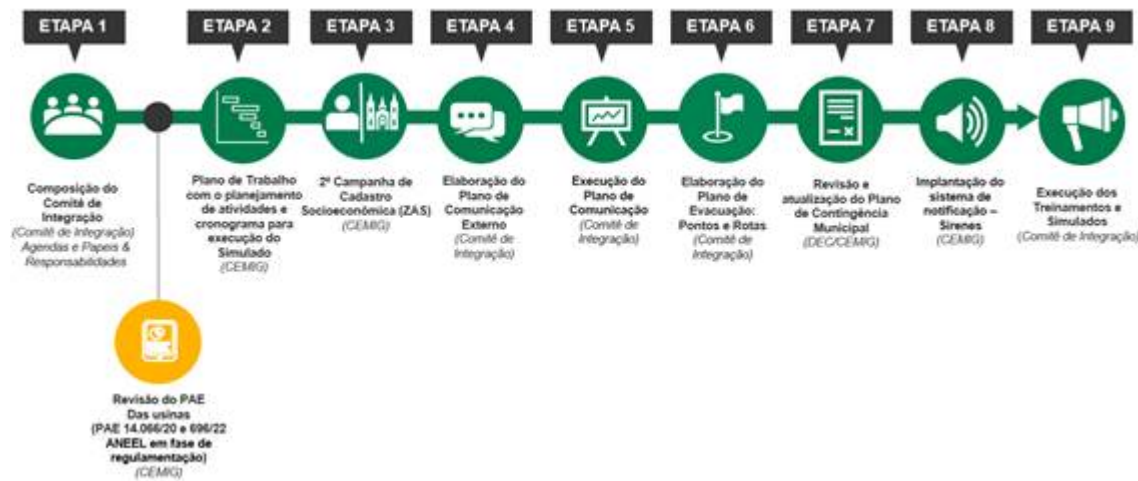 ETAPA 1
Composição do
Comitê de
Integração
(Comitê de Integração)
Agendas e Papeis &
Responsabilidades
Revisão do PAE
Das usinas
(PAE 14.066/20 e 696/22
ANEEL em fase de
regulamentação)
(CEMIG)
ETAPA 2
Plano de Trabalho
com o planejamento
de atividades e
cronograma para
execução do
Simulado
(CEMIG)
ETAPA 3
2ª Campanha de
Cadastro
Socioeconômica (ZAS)
(CEMIG)
ETAPA 4
Elaboração do
Plano de
Comunicação
Externo
(Comitê de
Integração)
ETAPA 5
Execução do
Plano de
Comunicação
(Comitê de
Integração)
ETAPA 6
Elaboração do
Plano de
Evacuação:
Pontos e Rotas
(Comitê de
Integração)
ETAPA 7
Revisão e
atualização do Plano
de Contingência
Municipal
(DEC/CEMIG)
ETAPA 8
Implantação do
sistema de
notificação –
Sirenes
(CEMIG)
ETAPA 9
Execução dos
Treinamentos e
Simulados
(Comitê de Integração)